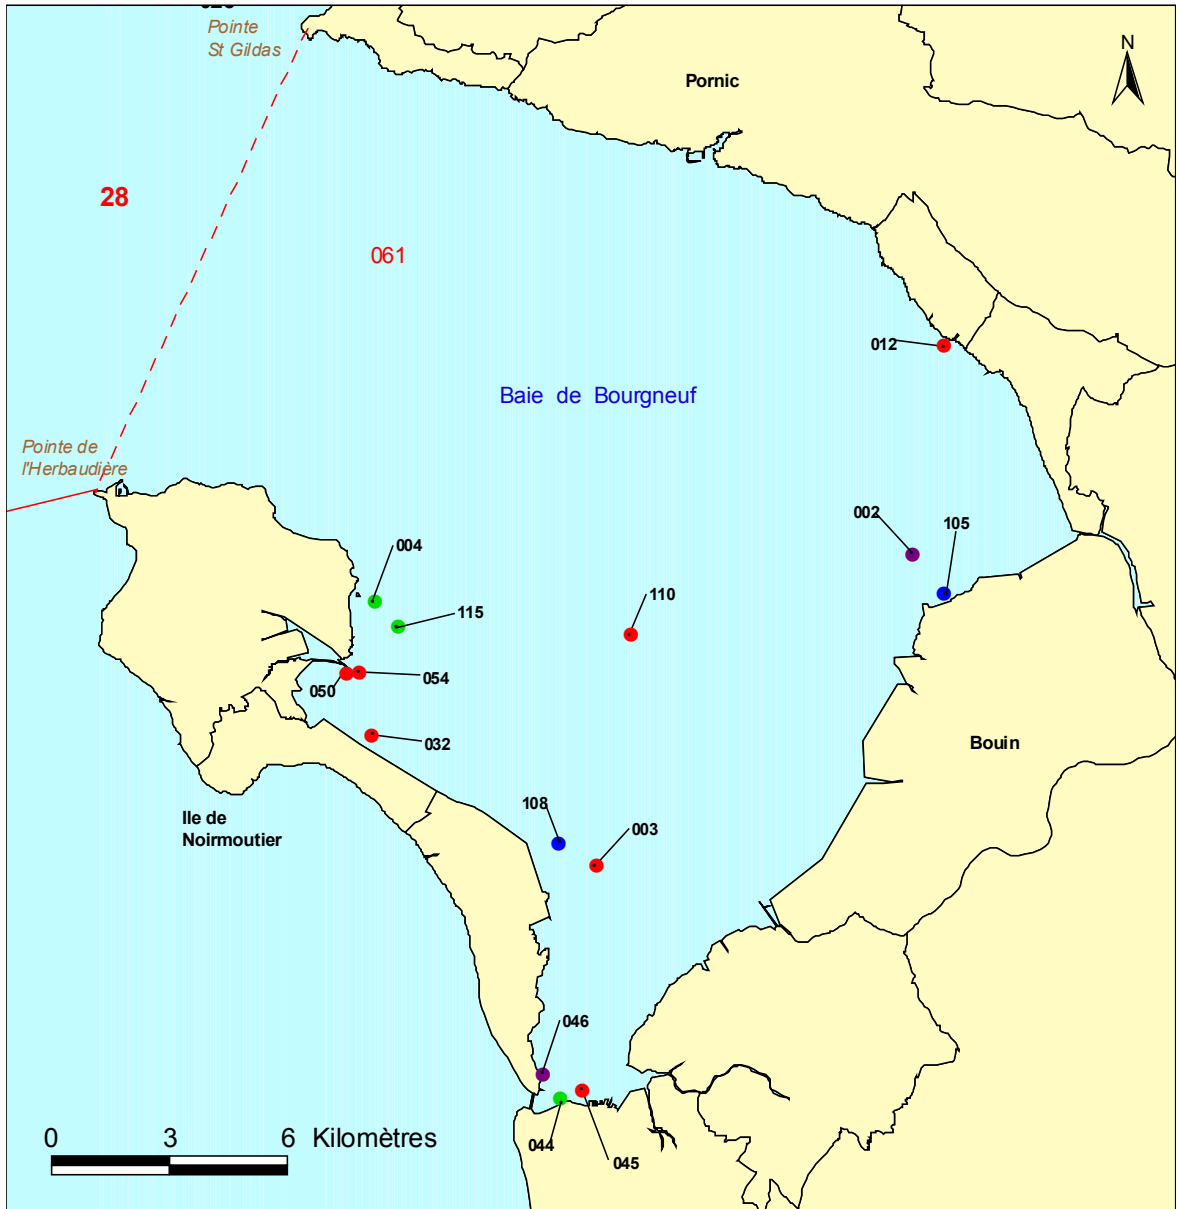 Pointe
St Gildas
N
Pornic
28
061
012
Baie de Bourgneuf
Pointe de
l'Herbaudière
002
105
004
115
110
054
050
032
Bouin
108
Ile de
Noirmoutier
003
046
044
045
0 3 6 Kilomètres